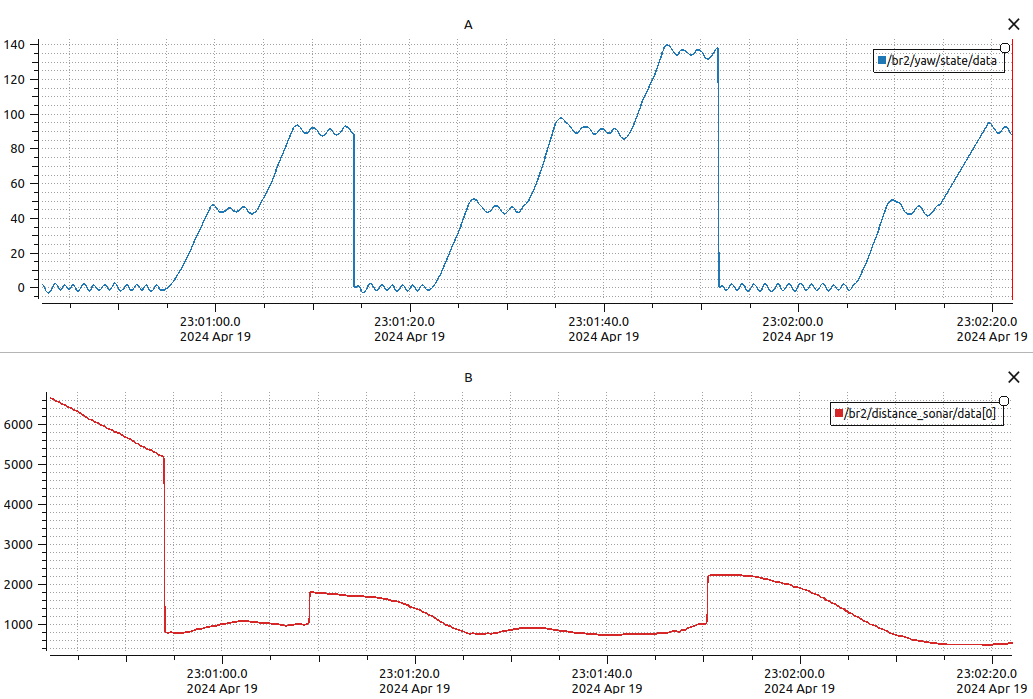 A
140
120
100
80
60
40
20
0
/br2/yaw/state/data
23:01:00.0 23:01:20.0 23:01:40.0 23:02:00.0 23:02:20.0
2024 Apr 19 2024 Apr 19 2024 Apr 19 2024 Apr 19 2024 Apr 19
B
6000
5000
4000
3000
2000
1000
/br2/distance_sonar/data[0]
23:01:00.0 23:01:20.0 23:01:40.0 23:02:00.0 23:02:20.0
2024 Apr 19 2024 Apr 19 2024 Apr 19 2024 Apr 19 2024 Apr 19